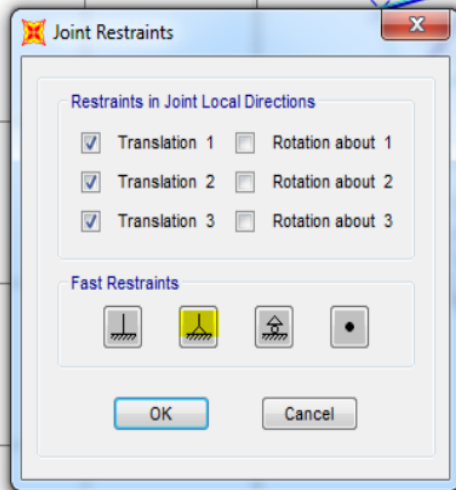 Joint Restraints
Restraints in Joint Local Directions
Translation 1 Rotation about 1
Translation 2 Rotation about 2
Translation 3 Rotation about 3
Fast Restraints
OK Cancel